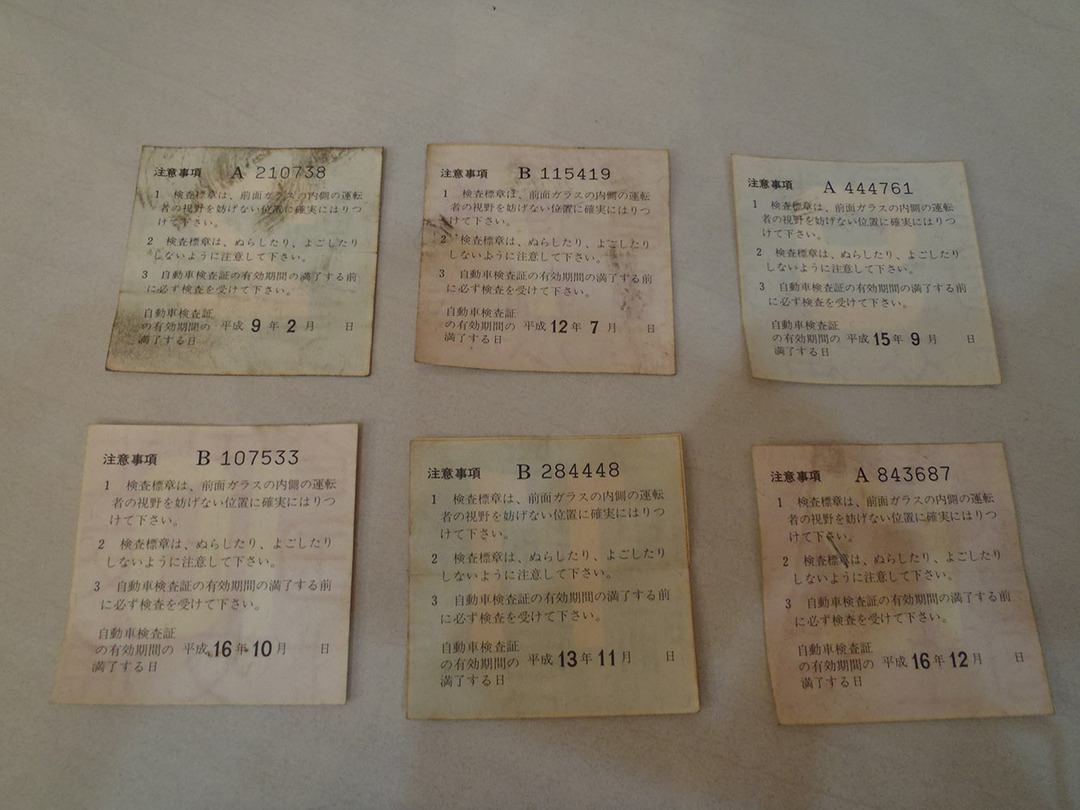 注意事項 A 210738
1 検査標章は、前面ガラスの内側の運転
者の視野を妨げない位置に確実にはりつ
けて下さい。
2 検査標章は、ぬらしたり、よごしたり
しないように注意して下さい。
3 自動車検査証の有効期間の満了する前
に必ず検査を受けて下さい。
自動車検査証
の有効期間の 平成 9 年 2 月 日
満了する日
注意事項 B 115419
1 検査標章は、前面ガラスの内側の運転
者の視野を妨げない位置に確実にはりつ
けて下さい。
2 検査標章は、ぬらしたり、よごしたり
しないように注意して下さい。
3 自動車検査証の有効期間の満了する前
に必ず検査を受けて下さい。
自動車検査証
の有効期間の 平成 12 年 7 月 日
満了する日
注意事項 A 444761
1 検査標章は、前面ガラスの内側の運転
者の視野を妨げない位置に確実にはりつ
けて下さい。
2 検査標章は、ぬらしたり、よごしたり
しないように注意して下さい。
3 自動車検査証の有効期間の満了する前
に必ず検査を受けて下さい。
自動車検査証
の有効期間の 平成 15 年 9 月 日
満了する日
注意事項 B 107533
1 検査標章は、前面ガラスの内側の運転
者の視野を妨げない位置に確実にはりつ
けて下さい。
2 検査標章は、ぬらしたり、よごしたり
しないように注意して下さい。
3 自動車検査証の有効期間の満了する前
に必ず検査を受けて下さい。
自動車検査証
の有効期間の 平成 16 年 10 月 日
満了する日
注意事項 B 284448
1 検査標章は、前面ガラスの内側の運転
者の視野を妨げない位置に確実にはりつ
けて下さい。
2 検査標章は、ぬらしたり、よごしたり
しないように注意して下さい。
3 自動車検査証の有効期間の満了する前
に必ず検査を受けて下さい。
自動車検査証
の有効期間の 平成 13 年 11 月 日
満了する日
注意事項 A 843687
1 検査標章は、前面ガラスの内側の運転
者の視野を妨げない位置に確実にはりつ
けて下さい。
2 検査標章は、ぬらしたり、よごしたり
しないように注意して下さい。
3 自動車検査証の有効期間の満了する前
に必ず検査を受けて下さい。
自動車検査証
の有効期間の 平成 16 年 12 月 日
満了する日